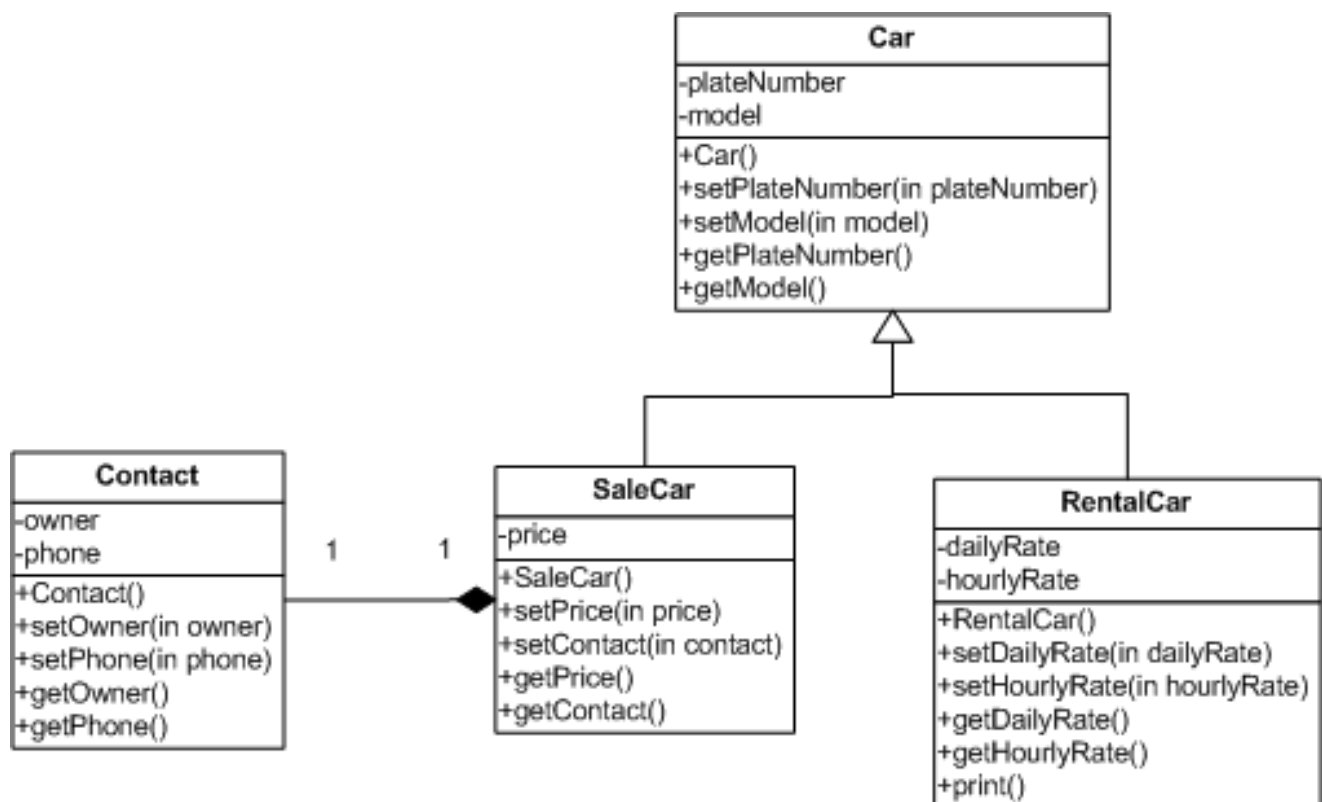 Car
-plateNumber
-model
+Car()
+setPlateNumber(in plateNumber)
+setModel(in model)
+getPlateNumber()
+getModel()
Contact
-owner
-phone
+Contact()
+setOwner(in owner)
+setPhone(in phone)
+getOwner()
+getPhone()
1
1
SaleCar
-price
+SaleCar()
+setPrice(in price)
+setContact(in contact)
+getPrice()
+getContact()
RentalCar
-dailyRate
-hourlyRate
+RentalCar()
+setDailyRate(in dailyRate)
+setHourlyRate(in hourlyRate)
+getDailyRate()
+getHourlyRate()
+print()